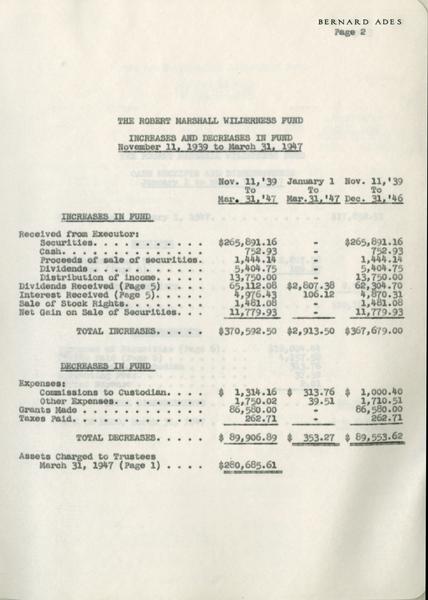 BERNARD ADES
Page 2
THE ROBERT MARSHALL WILDERNESS FUND
INCREASES AND DECREASES IN FUND
November 11, 1939 to March 31, 1947
Nov. 11,'39 January 1 Nov. 11,'39
To To To
Mar. 31,'47 Mar.31,'47 Dec. 31,'46
INCREASES IN FUND
Received from Executor:
Securities. . . . . . . . . . . $265,891.16 - $265,891.16
Cash. . . . . . . . . . . . . . 752.93 - 752.93
Proceeds of sale of securities. 1,444.14 - 1,444.14
Dividends . . . . . . . . . . . 5,404.75 - 5,404.75
Distribution of income. . . . . 13,750.00 - 13,750.00
Dividends Received (Page 5) . . . . 65,112.08 $2,807.38 62,304.70
Interest Received (Page 5). . . . . 4,976.43 106.12 4,870.31
Sale of Stock Rights. . . . . . . . 1,481.08 - 1,481.08
Net Gain on Sale of Securities. . . 11,779.93 - 11,779.93
TOTAL INCREASES. . . . . $370,592.50 $2,913.50 $367,679.00
DECREASES IN FUND
Expenses:
Commissions to Custodian. . . . . $ 1,314.16 $ 313.76 $ 1,000.40
Other Expenses. . . . . . . . . . 1,750.02 39.51 1,710.51
Grants Made . . . . . . . . . . . . 86,580.00 - 86,580.00
Taxes Paid. . . . . . . . . . . . . 262.71 - 262.71
TOTAL DECREASES. . . . . $ 89,906.89 $ 353.27 $ 89,553.62
Assets Charged to Trustees
March 31, 1947 (Page 1) . . . . $280,685.61